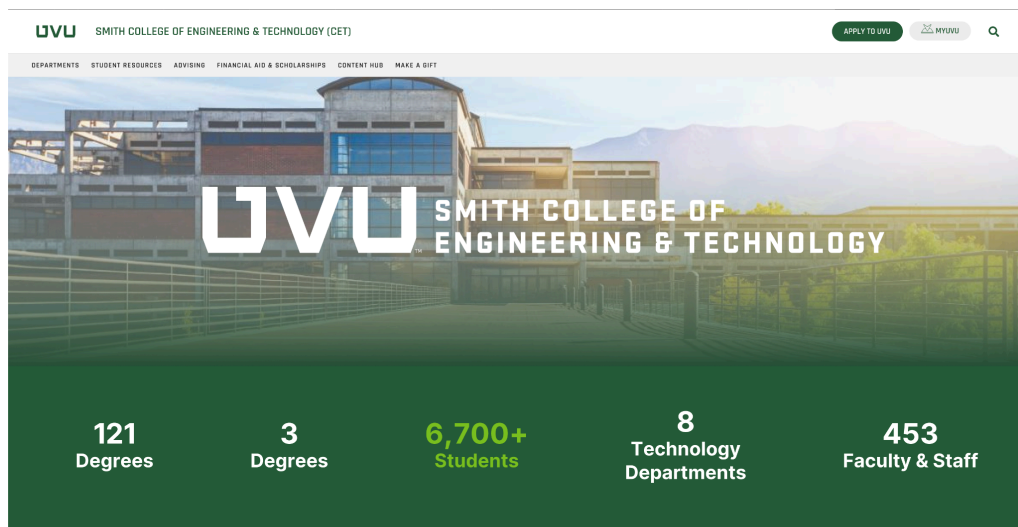 UVU SMITH COLLEGE OF ENGINEERING & TECHNOLOGY (CET) APPLY TO UVU MYUVU
DEPARTMENTS STUDENT RESOURCES ADVISING FINANCIAL AID & SCHOLARSHIPS CONTENT HUB MAKE A GIFT
UVU™
SMITH COLLEGE OF
ENGINEERING & TECHNOLOGY
121
Degrees
3
Degrees
6,700+
Students
8
Technology
Departments
453
Faculty & Staff